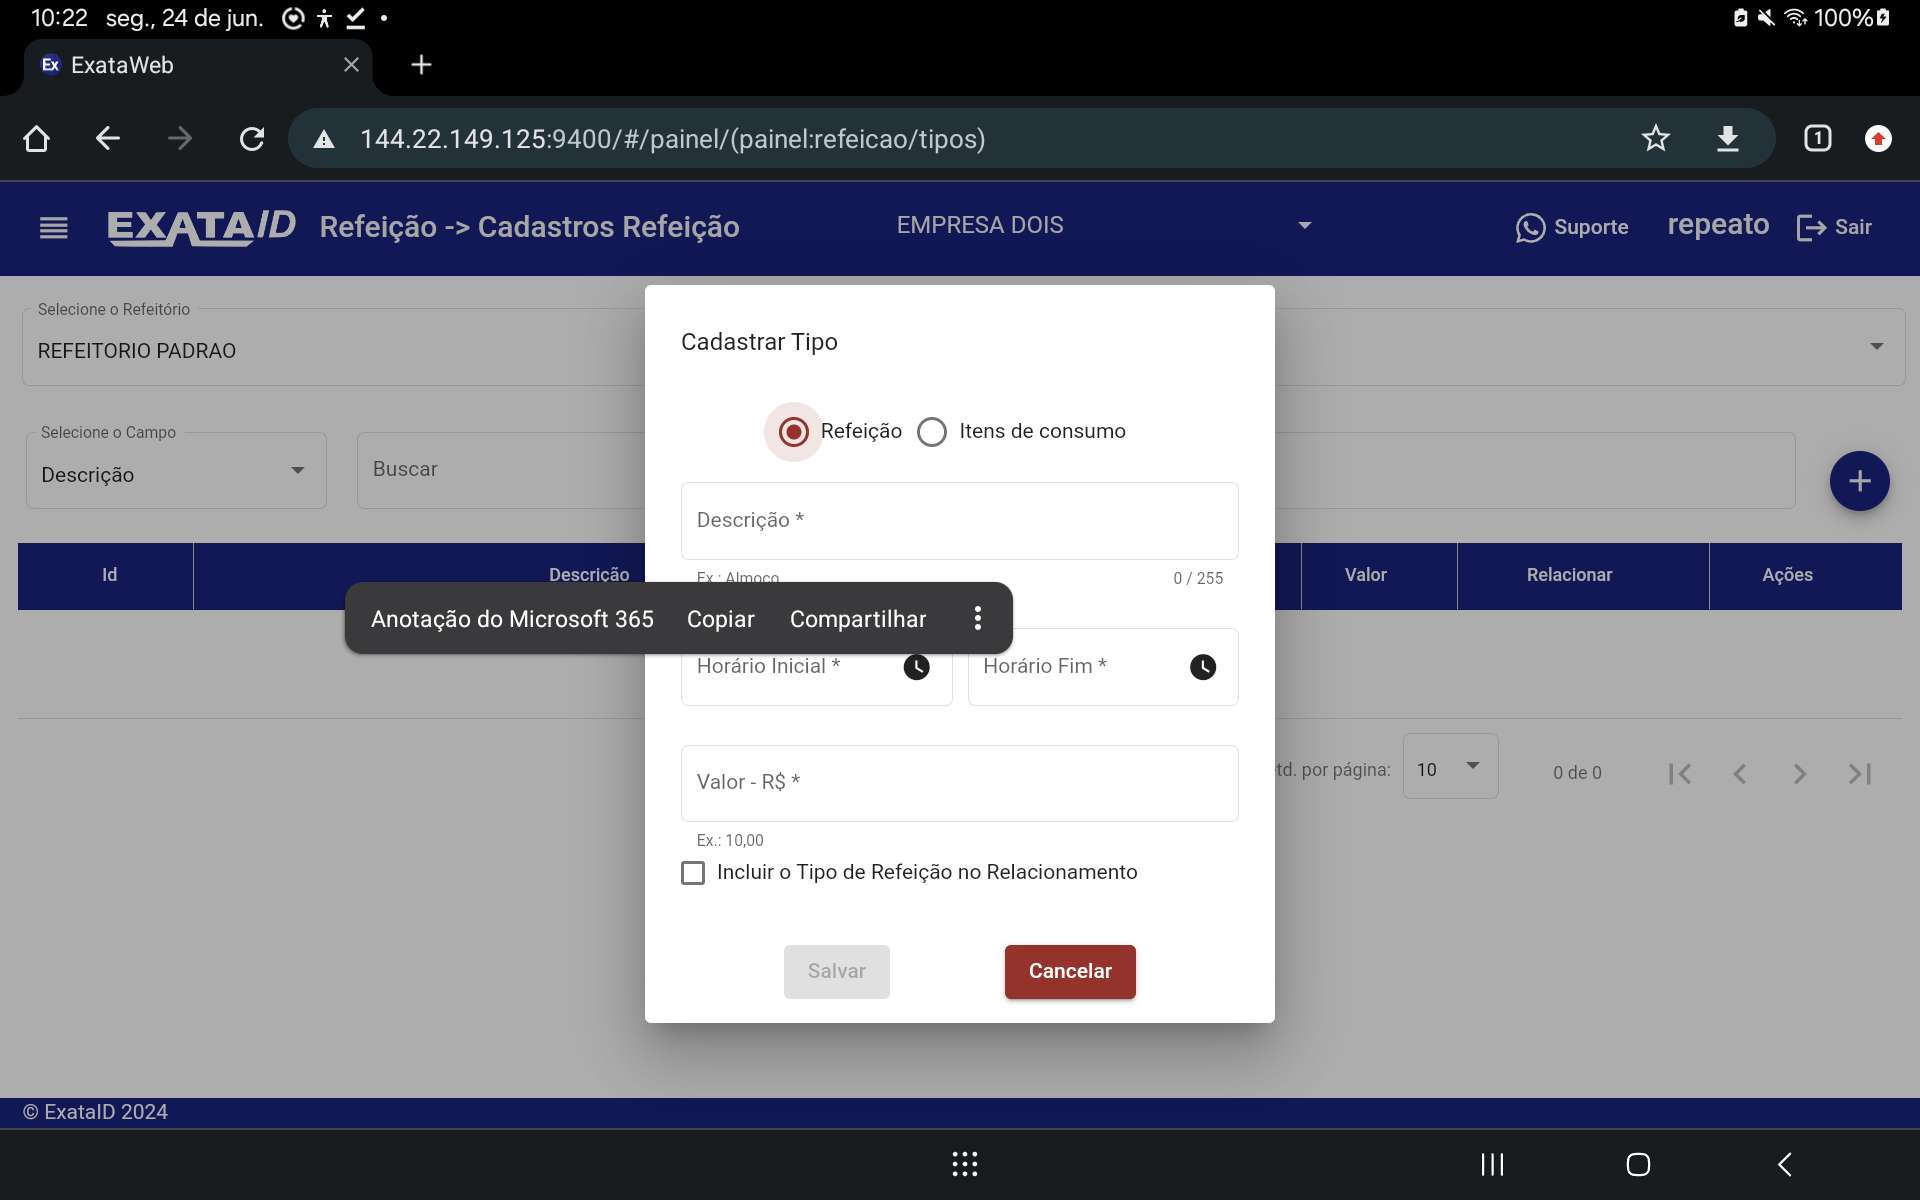 10:22 seg., 24 de jun. 100%
Ex ExataWeb
144.22.149.125:9400/#/painel/(painel:refeicao/tipos) 1
EXATAID Refeição -> Cadastros Refeição EMPRESA DOIS Suporte repeato Sair
Selecione o Refeitório
REFEITORIO PADRAO
Cadastrar Tipo
Refeição Itens de consumo
Selecione o Campo
Descrição
Buscar
Descrição *
Ex.: Almoço 0 / 255
Id Descrição Valor Relacionar Ações
Anotação do Microsoft 365 Copiar Compartilhar
Horário Inicial * Horário Fim *
Valor - R$ *
Ex.: 10,00
td. por página: 10 0 de 0
Incluir o Tipo de Refeição no Relacionamento
Salvar Cancelar
© ExataID 2024